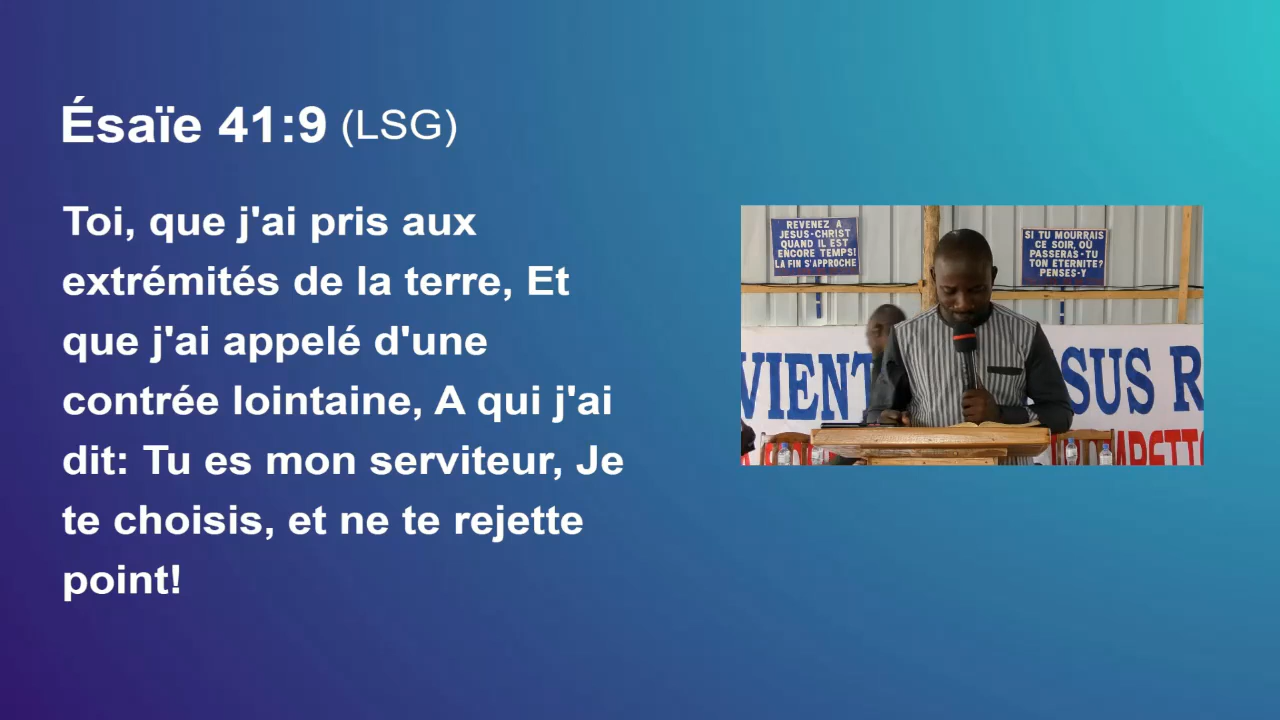 Ésaïe 41:9 (LSG)
Toi, que j'ai pris aux
extrémités de la terre, Et
que j'ai appelé d'une
contrée lointaine, A qui j'ai
dit: Tu es mon serviteur, Je
te choisis, et ne te rejette
point!
REVENEZ A
JESUS-CHRIST
QUAND IL EST
ENCORE TEMPS!
LA FIN S'APPROCHE
SI TU MOURRAIS
CE SOIR, OÙ
PASSERAS-TU
TON ETERNITE?
PENSES-Y
VIENT SUS R